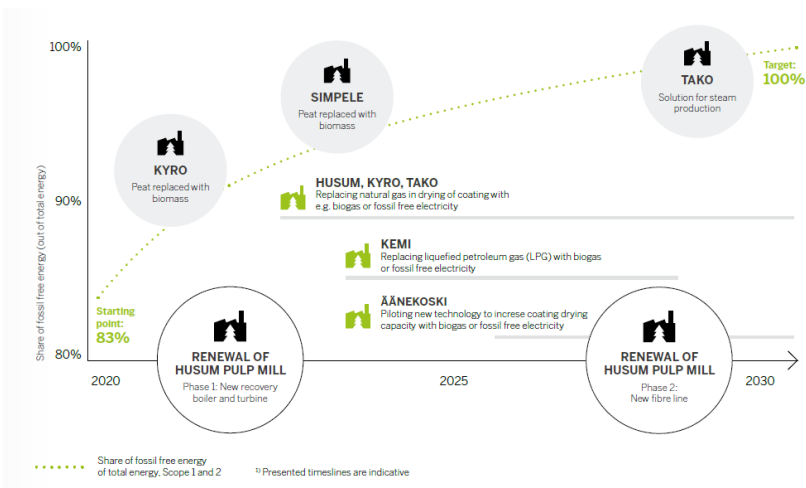 100%
SIMPELE
Peat replaced with
biomass
TAKO
Solution for steam
production
Target:
100%
KYRO
Peat replaced with
biomass
HUSUM, KYRO, TAKO
Replacing natural gas in drying of coating with
e.g. biogas or fossil free electricity
90%
KEMI
Replacing liquefied petroleum gas (LPG) with biogas
or fossil free electricity
ÄÄNEKOSKI
Piloting new technology to increse coating drying
capacity with biogas or fossil free electricity
Starting
point:
83%
Share of fossil free energy (out of total energy)
80%
RENEWAL OF
HUSUM PULP MILL
Phase 1: New recovery
boiler and turbine
RENEWAL OF
HUSUM PULP MILL
Phase 2:
New fibre line
2020
2025
2030
Share of fossil free energy
of total energy, Scope 1 and 2
¹⁾ Presented timeslines are indicative